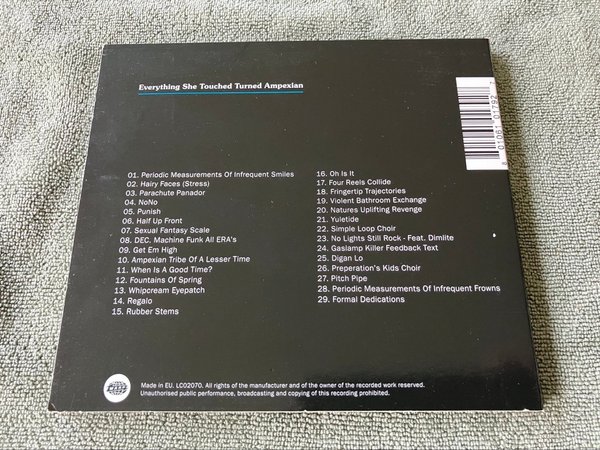 Everything She Touched Turned Ampexian
01. Periodic Measurements Of Infrequent Smiles
02. Hairy Faces (Stress)
03. Parachute Panador
04. NoNo
05. Punish
06. Half Up Front
07. Sexual Fantasy Scale
08. DEC. Machine Funk All ERA's
09. Get Em High
10. Ampexian Tribe Of A Lesser Time
11. When Is A Good Time?
12. Fountains Of Spring
13. Whipcream Eyepatch
14. Regalo
15. Rubber Stems
16. Oh Is It
17. Four Reels Collide
18. Fringertip Trajectories
19. Violent Bathroom Exchange
20. Natures Uplifting Revenge
21. Yuletide
22. Simple Loop Choir
23. No Lights Still Rock - Feat. Dimlite
24. Gaslamp Killer Feedback Text
25. Digan Lo
26. Preperation's Kids Choir
27. Pitch Pipe
28. Periodic Measurements Of Infrequent Frowns
29. Formal Dedications
Made in EU. LC02070. All rights of the manufacturer and of the owner of the recorded work reserved.
Unauthorised public performance, broadcasting and copying of this recording prohibited.